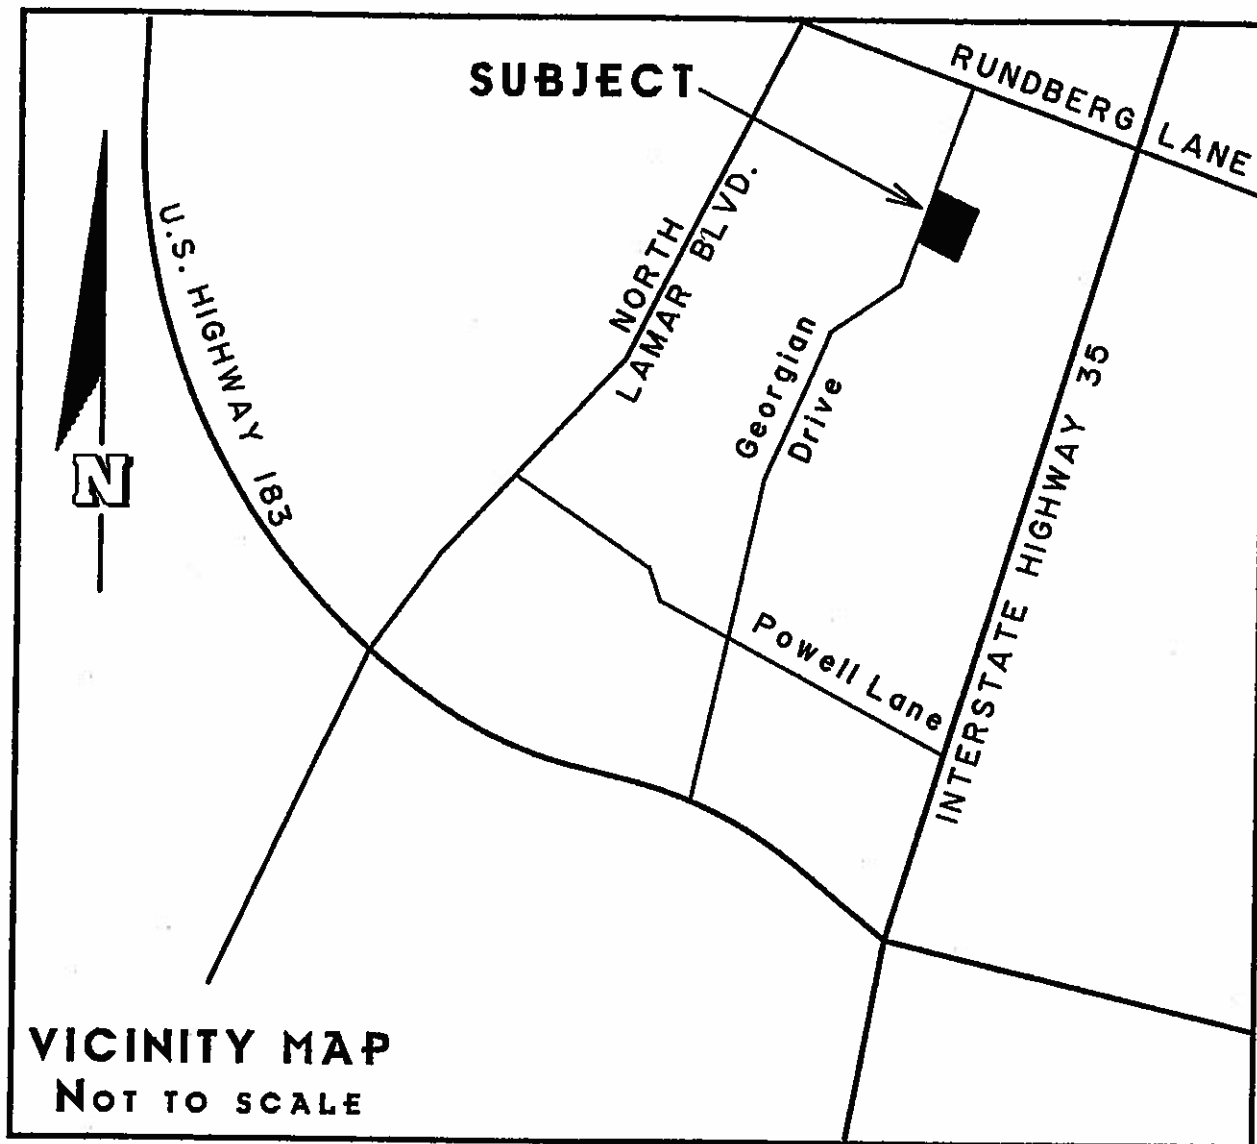 SUBJECT
RUNDBERG LANE
NORTH
LAMAR BLVD.
U.S. HIGHWAY 183
Georgian
Drive
INTERSTATE HIGHWAY 35
N
Powell Lane
VICINITY MAP
NOT TO SCALE